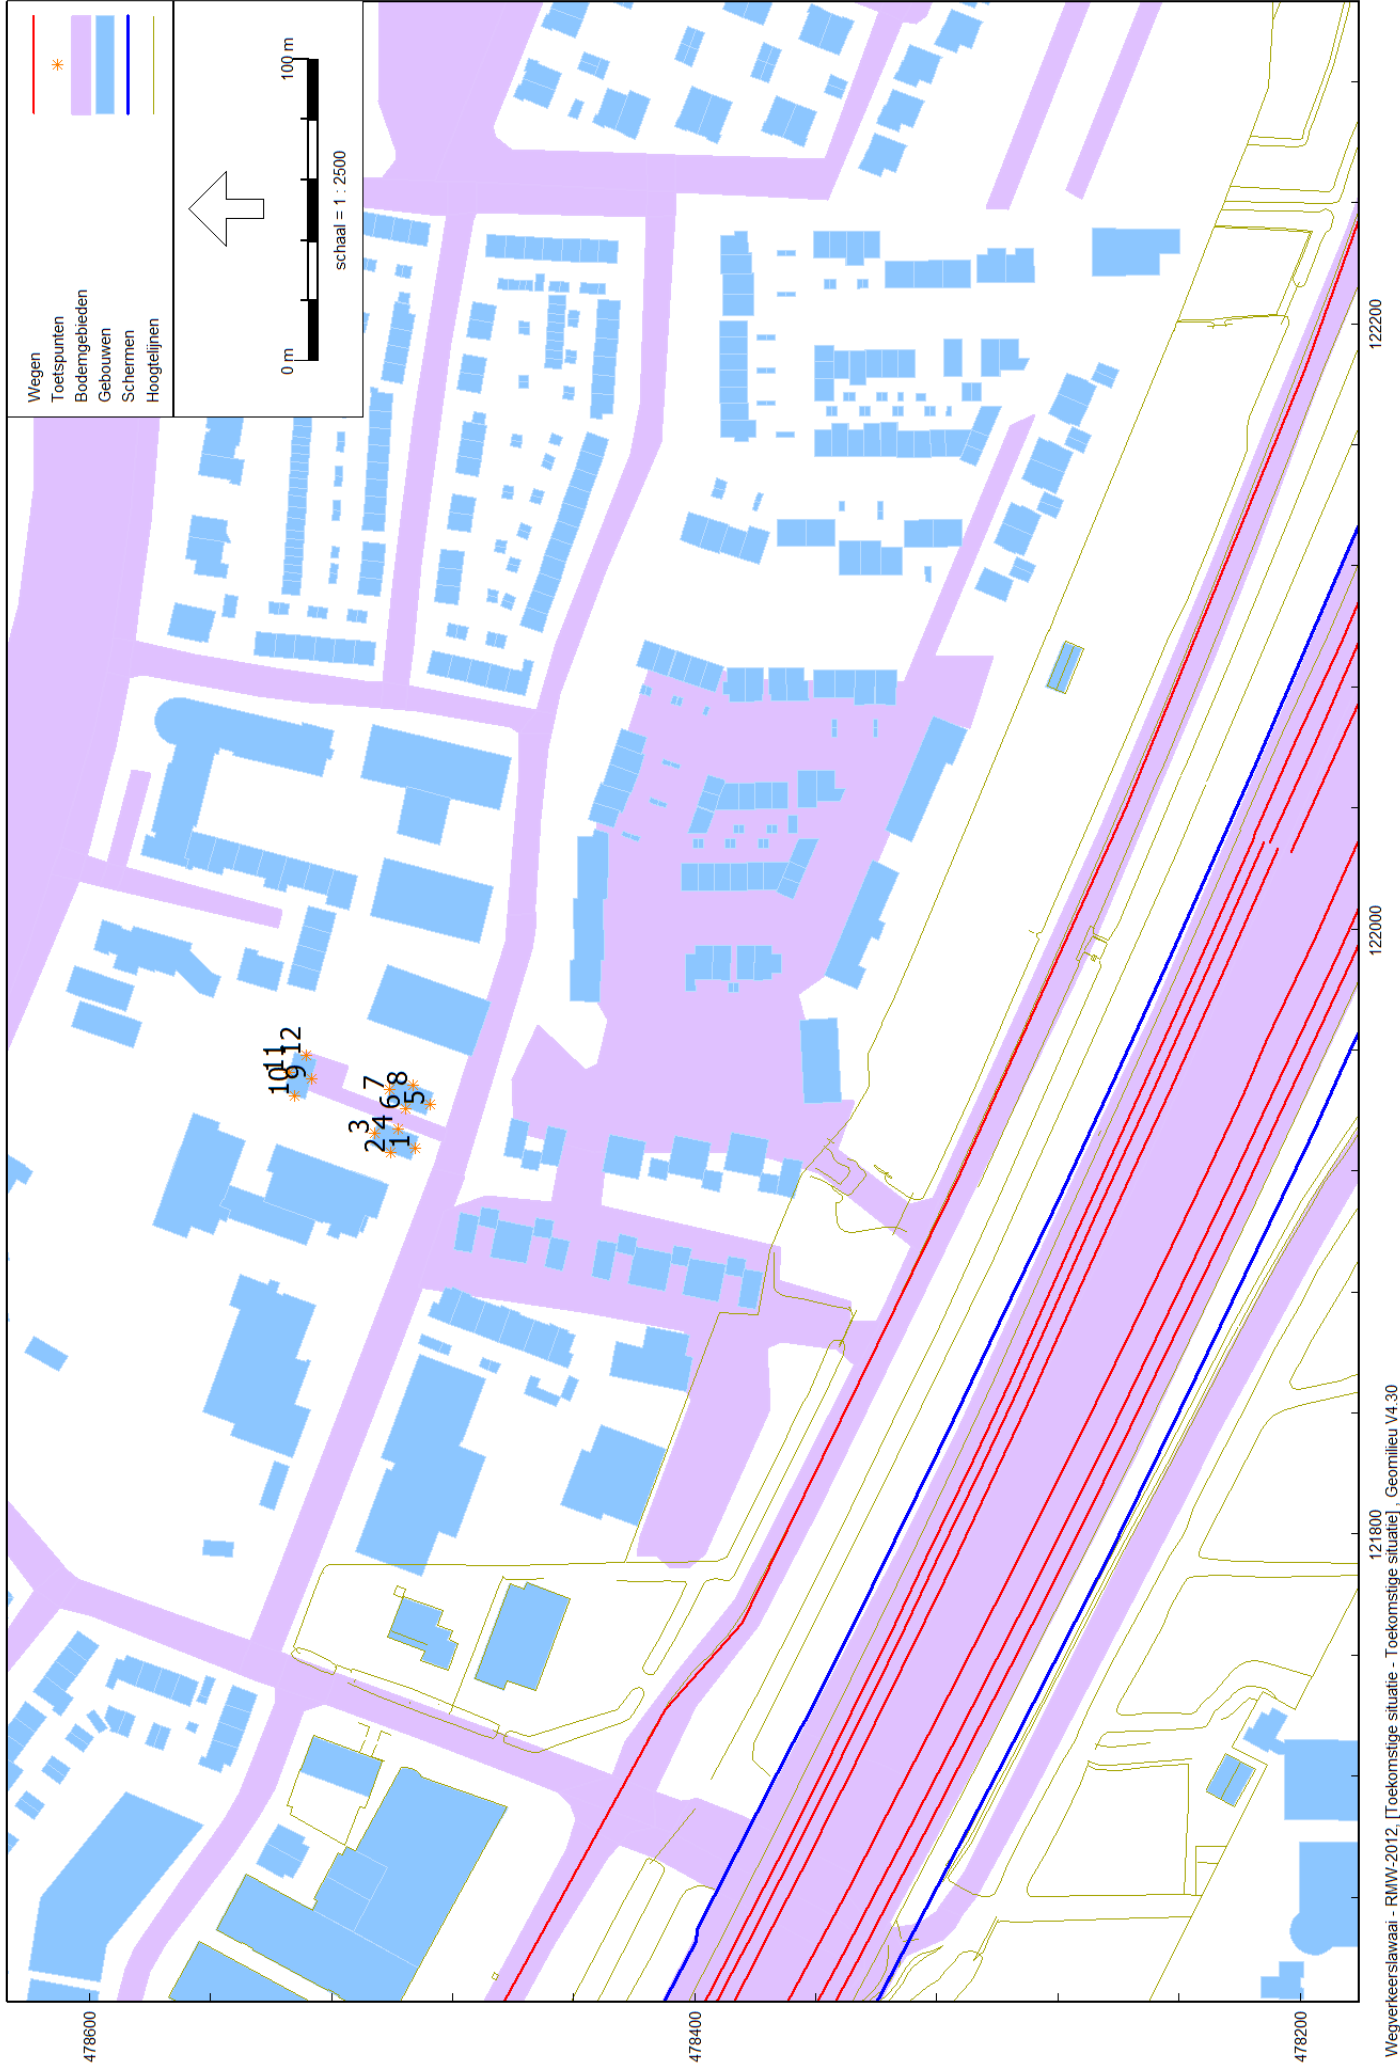 Wegen
Toetspunten
Bodemgebieden
Gebouwen
Schermen
Hoogtelijnen
0 m
100 m
schaal = 1 : 2500
10
11
12
9
3
2
4
1
7
6
8
5
478600
478400
478200
121800
122000
122200
Wegverkeerslawaai - RMW-2012, [Toekomstige situatie - Toekomstige situatie] , Geomilieu V4.30